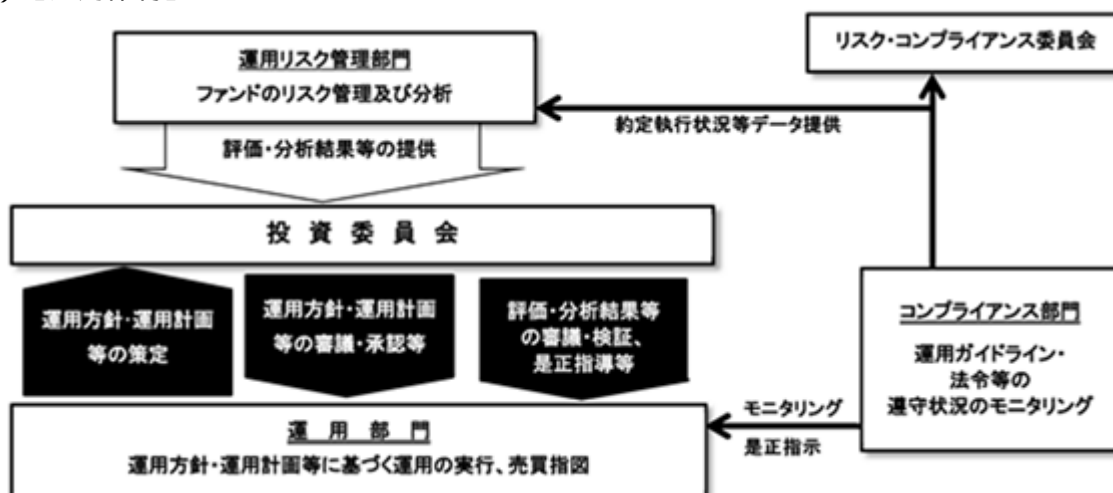 運用リスク管理部門
ファンドのリスク管理及び分析
リスク・コンプライアンス委員会
約定執行状況等データ提供
評価・分析結果等の提供
投資委員会
運用方針・運用計画
等の策定
運用方針・運用計画
等の審議・承認等
評価・分析結果等
の審議・検証、
是正指導等
コンプライアンス部門
運用ガイドライン・
法令等の
遵守状況のモニタリング
モニタリング
是正指示
運用部門
運用方針・運用計画等に基づく運用の実行、売買指図